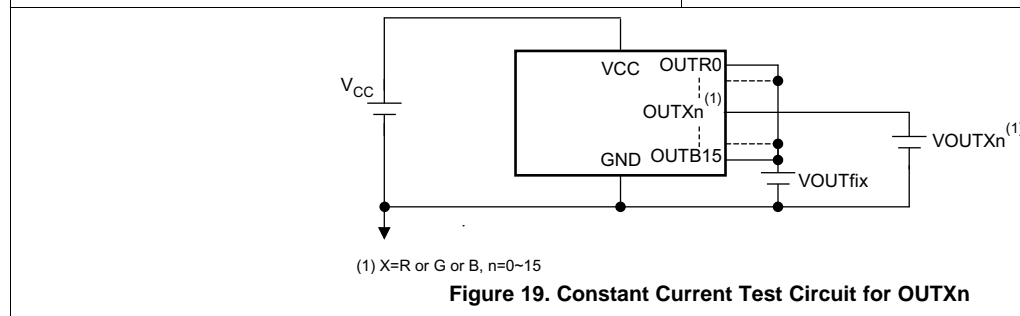 VCC OUTR0
VCC
OUTXn(1)
VOUTXn(1)
GND OUTB15
VOUTfix
(1) X=R or G or B, n=0~15
Figure 19. Constant Current Test Circuit for OUTXn